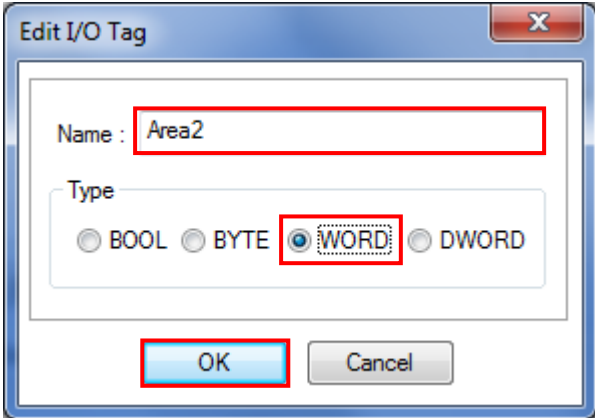 Edit I/O Tag
Name : Area2
Type
BOOL BYTE WORD DWORD
OK Cancel